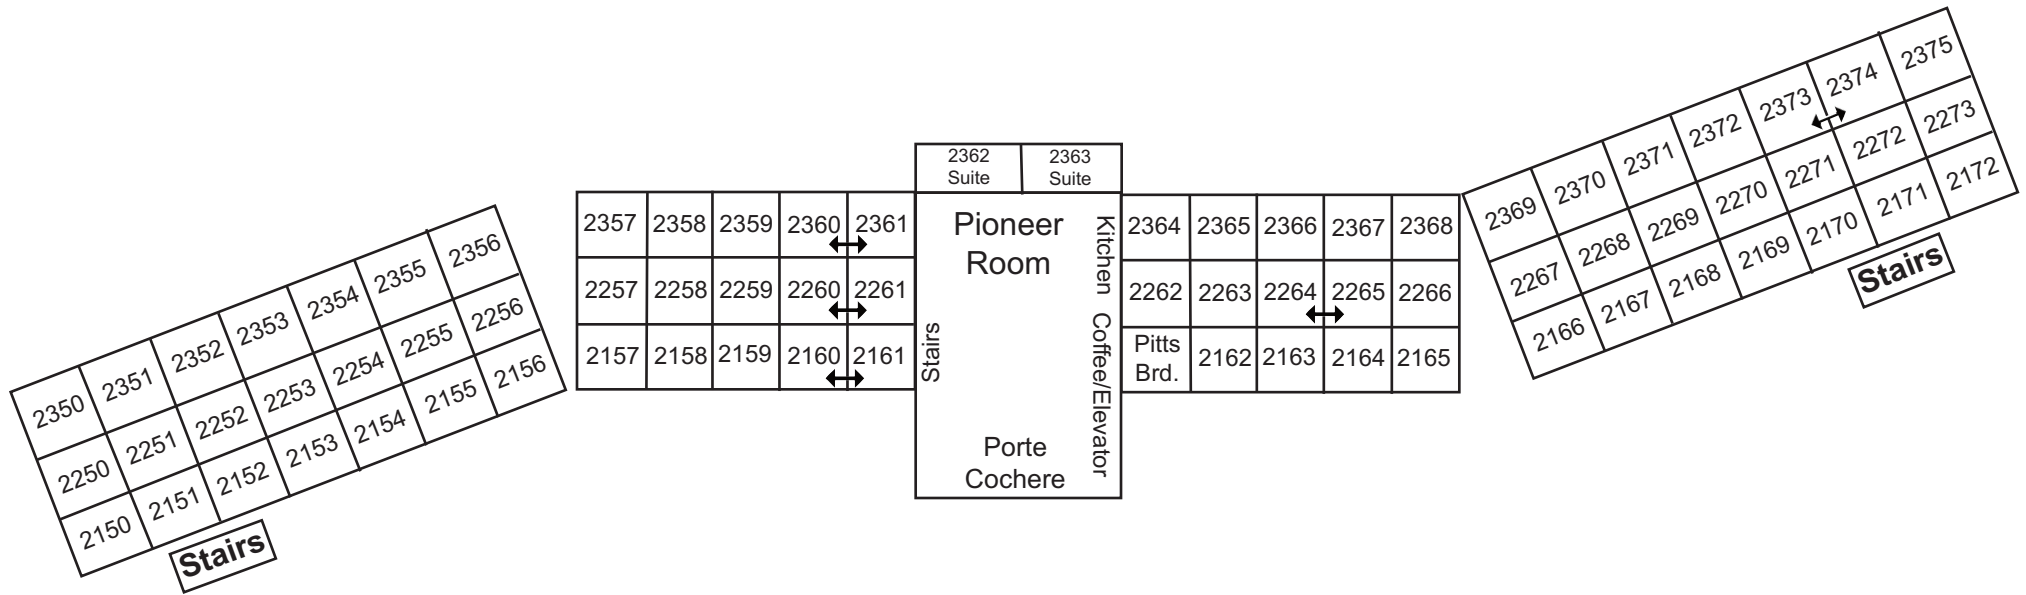 2350 2351 2352 2353 2354 2355 2356
2250 2251 2252 2253 2254 2255 2256
2150 2151 2152 2153 2154 2155 2156
Stairs
2357 2358 2359 2360 2361
2257 2258 2259 2260 2261
2157 2158 2159 2160 2161
2362
Suite
2363
Suite
Pioneer
Room
Stairs
Kitchen Coffee/Elevator
Porte
Cochere
2364 2365 2366 2367 2368
2262 2263 2264 2265 2266
Pitts
Brd.
2162 2163 2164 2165
2369 2370 2371 2372 2373 2374 2375
2267 2268 2269 2270 2271 2272 2273
2166 2167 2168 2169 2170 2171 2172
Stairs